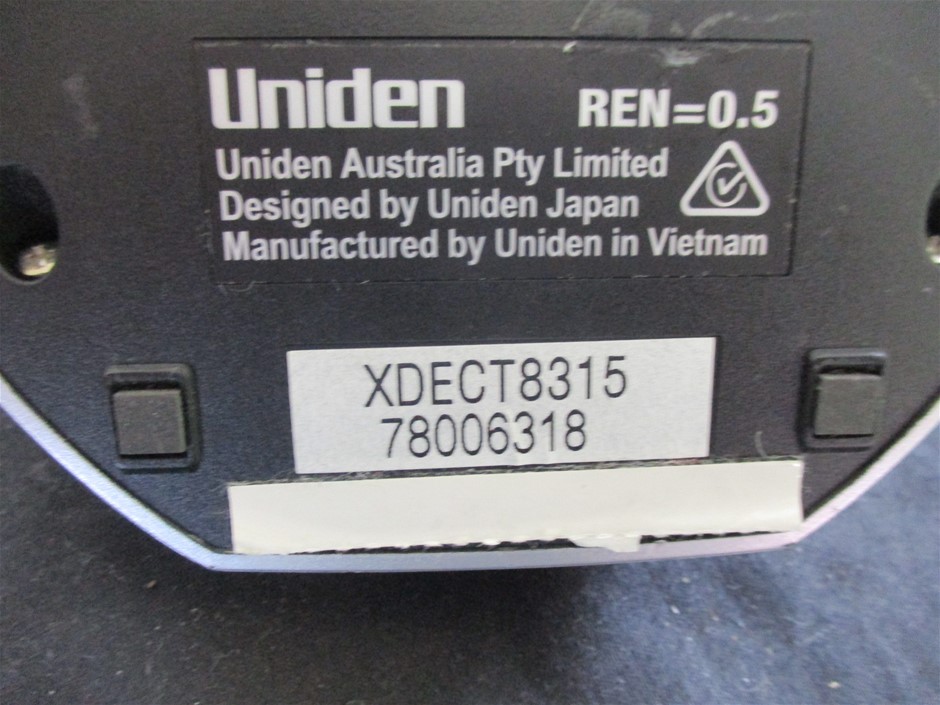 Uniden REN=0.5
Uniden Australia Pty Limited
Designed by Uniden Japan
Manufactured by Uniden in Vietnam
XDECT8315
78006318